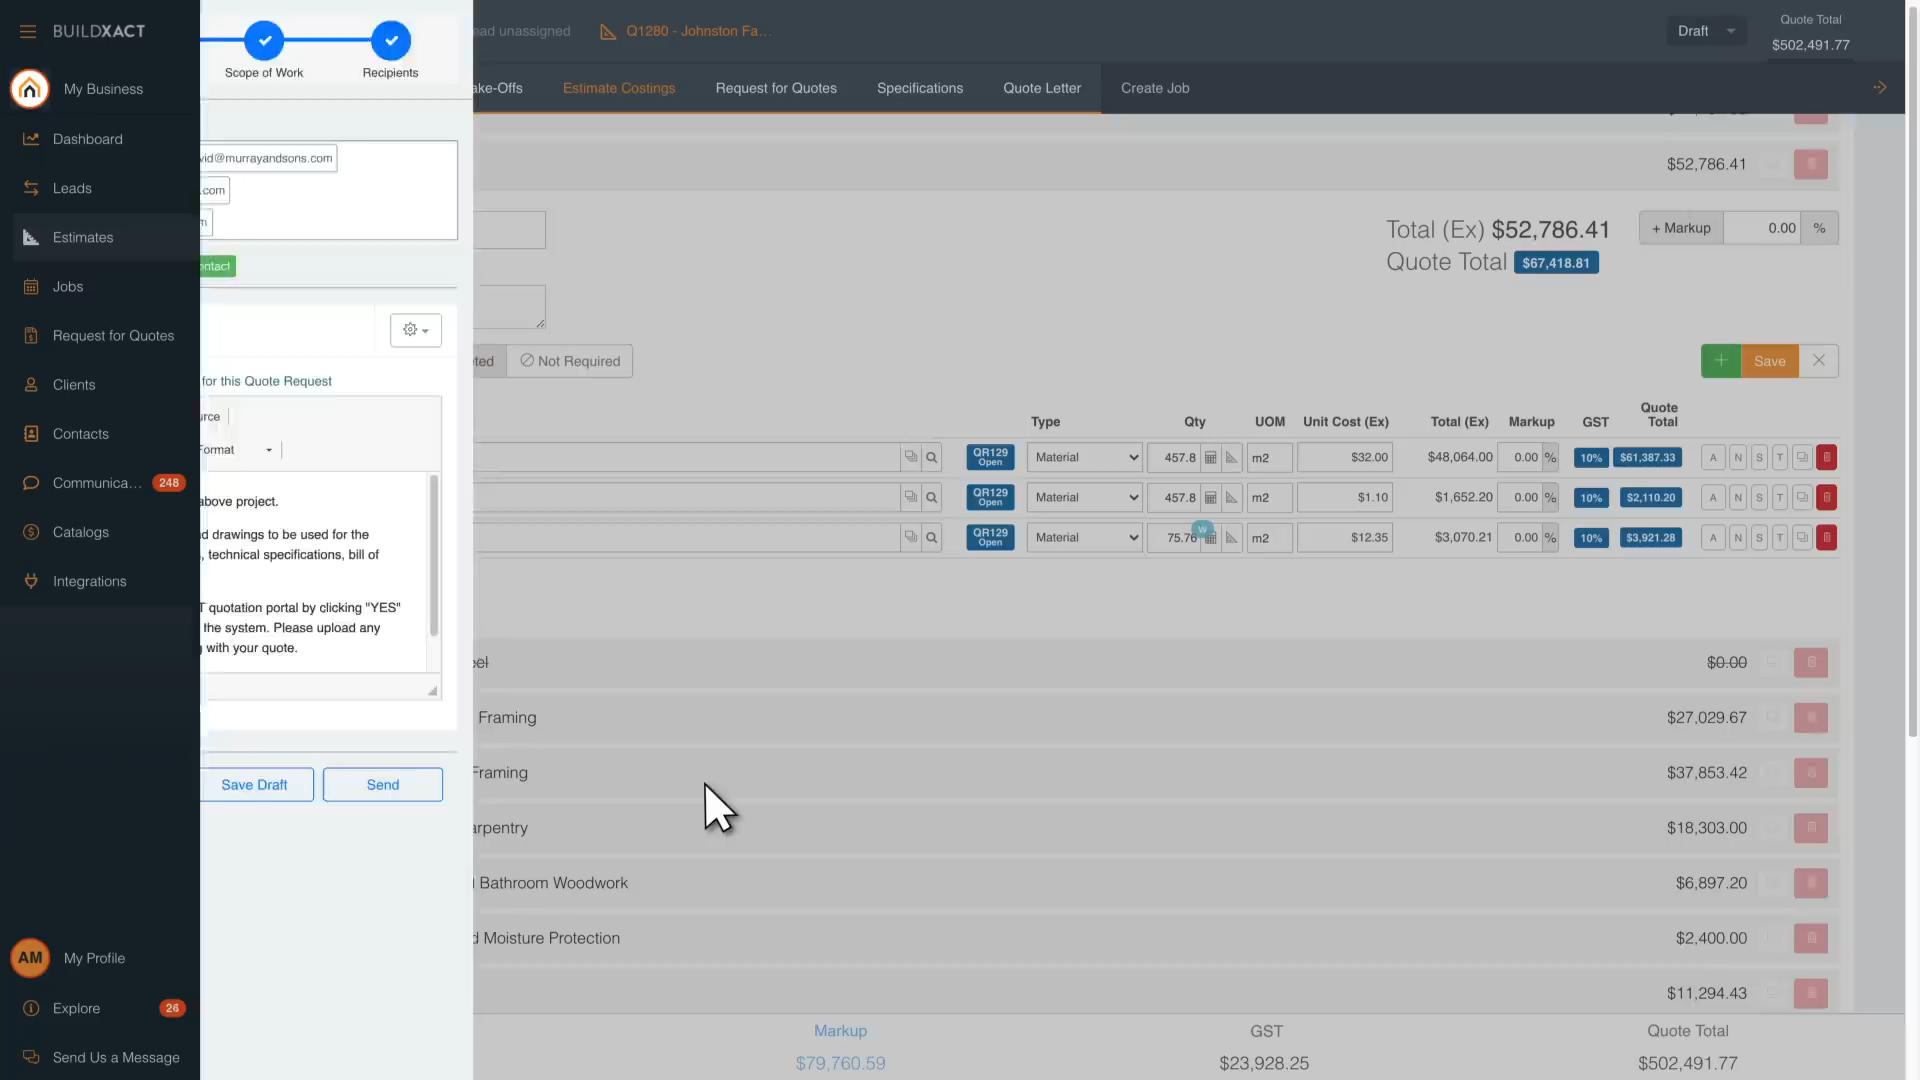 BUILDXACT
My Business
Dashboard
Leads
Estimates
Jobs
Request for Quotes
Clients
Contacts
Communica... 248
Catalogs
Integrations
AM My Profile
Explore 26
Send Us a Message
Scope of Work
Recipients
vid@murrayandsons.com
.com
for this Quote Request
above project.
drawings to be used for the
, technical specifications, bill of
quotation portal by clicking "YES"
the system. Please upload any
with your quote.
Save Draft
Send
unassigned
Q1280 - Johnston Fa...
Draft
Quote Total
$502,491.77
ake-Offs
Estimate Costings
Request for Quotes
Specifications
Quote Letter
Create Job
$52,786.41
Total (Ex) $52,786.41
Quote Total $67,418.81
+ Markup 0.00 %
Not Required
+ Save
Type Qty UOM Unit Cost (Ex) Total (Ex) Markup GST Quote Total
QR129 Open Material 457.8 m2 $32.00 $48,064.00 0.00 % 10% $61,387.33 A N S T
QR129 Open Material 457.8 m2 $1.10 $1,652.20 0.00 % 10% $2,110.20 A N S T
QR129 Open Material 75.76 W m2 $12.35 $3,070.21 0.00 % 10% $3,921.28 A N S T
$0.00
Framing $27,029.67
Framing $37,853.42
arpentry $18,303.00
Bathroom Woodwork $6,897.20
Moisture Protection $2,400.00
$11,294.43
Markup
$79,760.59
GST
$23,928.25
Quote Total
$502,491.77